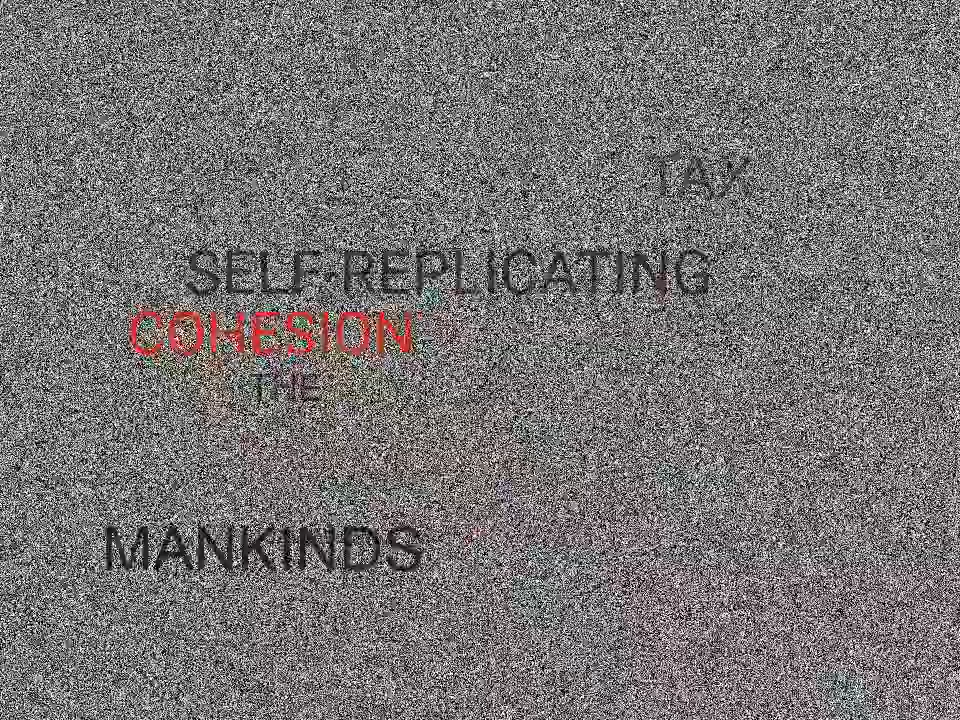 TAX
SELF-REPLICATING
COHESION
THE
MANKINDS